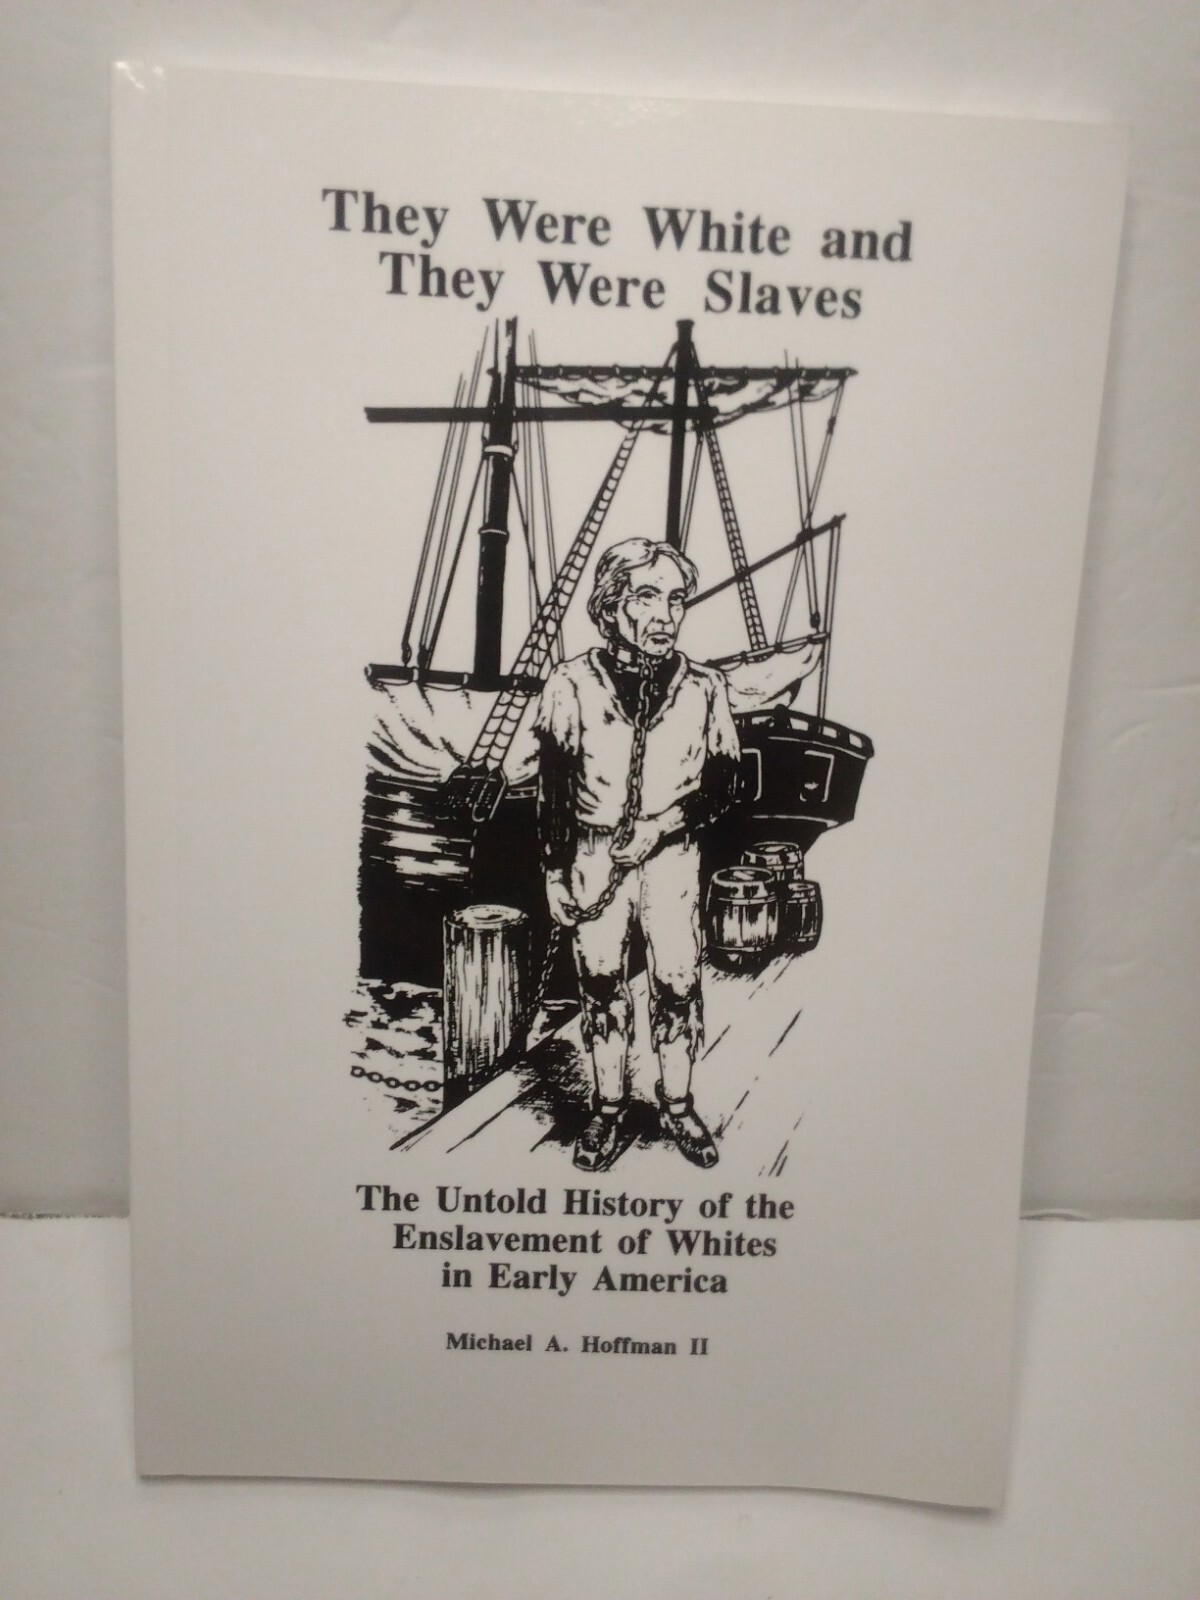 They Were White and
They Were Slaves
The Untold History of the
Enslavement of Whites
in Early America
Michael A. Hoffman II